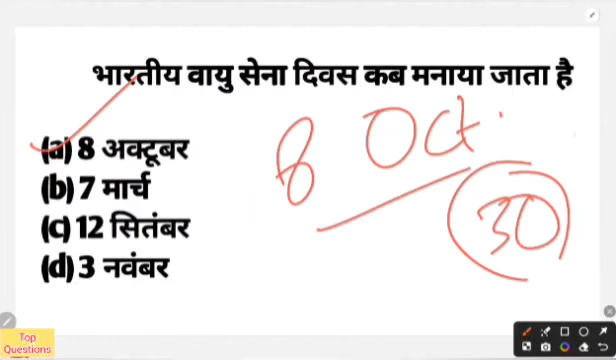 भारतीय वायु सेना दिवस कब मनाया जाता है
(a) 8 अक्टूबर
(b) 7 मार्च
(c) 12 सितंबर
(d) 3 नवंबर
8 Oct.
30
Top
Questions